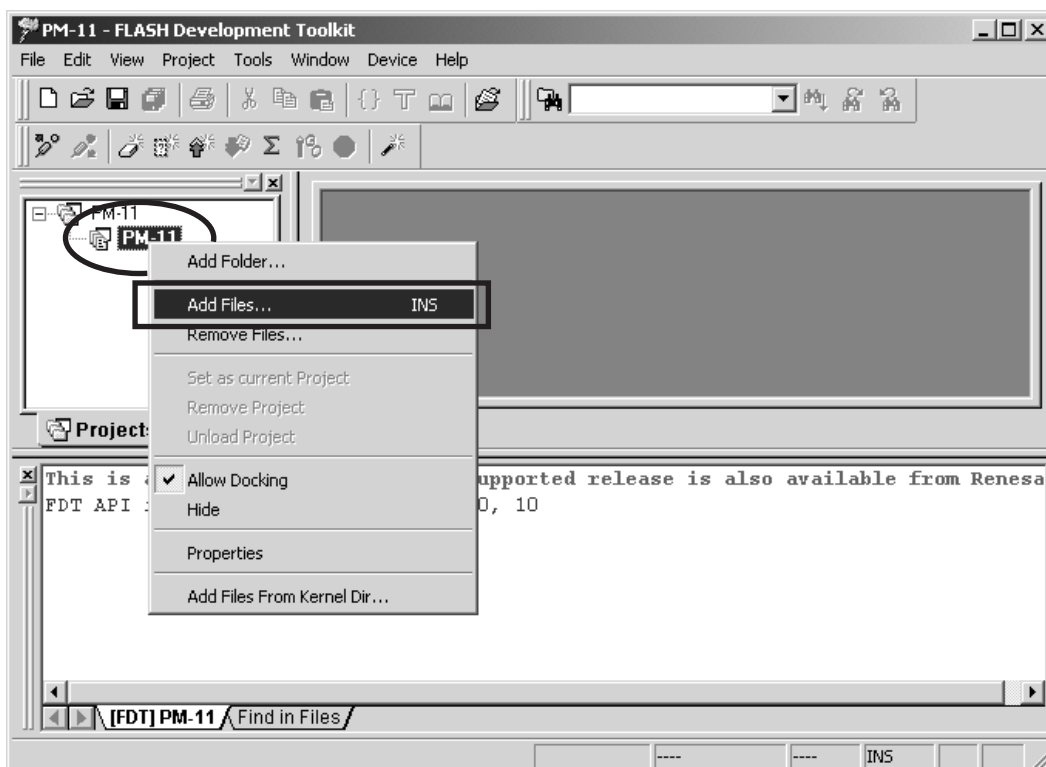 PM-11 - FLASH Development Toolkit
File Edit View Project Tools Window Device Help
PM-11
PM-11
Add Folder...
Add Files... INS
Remove Files...
Set as current Project
Remove Project
Unload Project
Allow Docking
Hide
Properties
Add Files From Kernel Dir...
Project
This is upported release is also available from Renesa
FDT API 0, 10
[FDT] PM-11 Find in Files
---- ---- INS